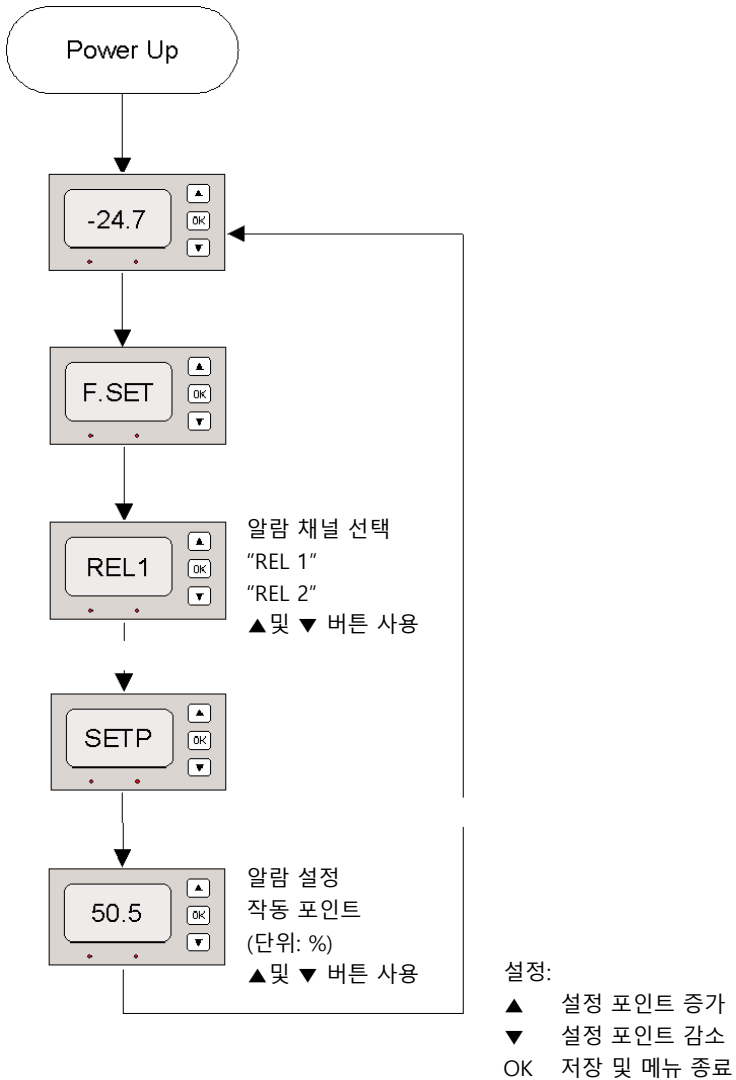 Power Up
-24.7
OK
F.SET
OK
REL1
OK
알람 채널 선택
"REL 1"
"REL 2"
▲및 ▼ 버튼 사용
SETP
OK
50.5
OK
알람 설정
작동 포인트
(단위: %)
▲및 ▼ 버튼 사용
설정:
▲ 설정 포인트 증가
▼ 설정 포인트 감소
OK 저장 및 메뉴 종료